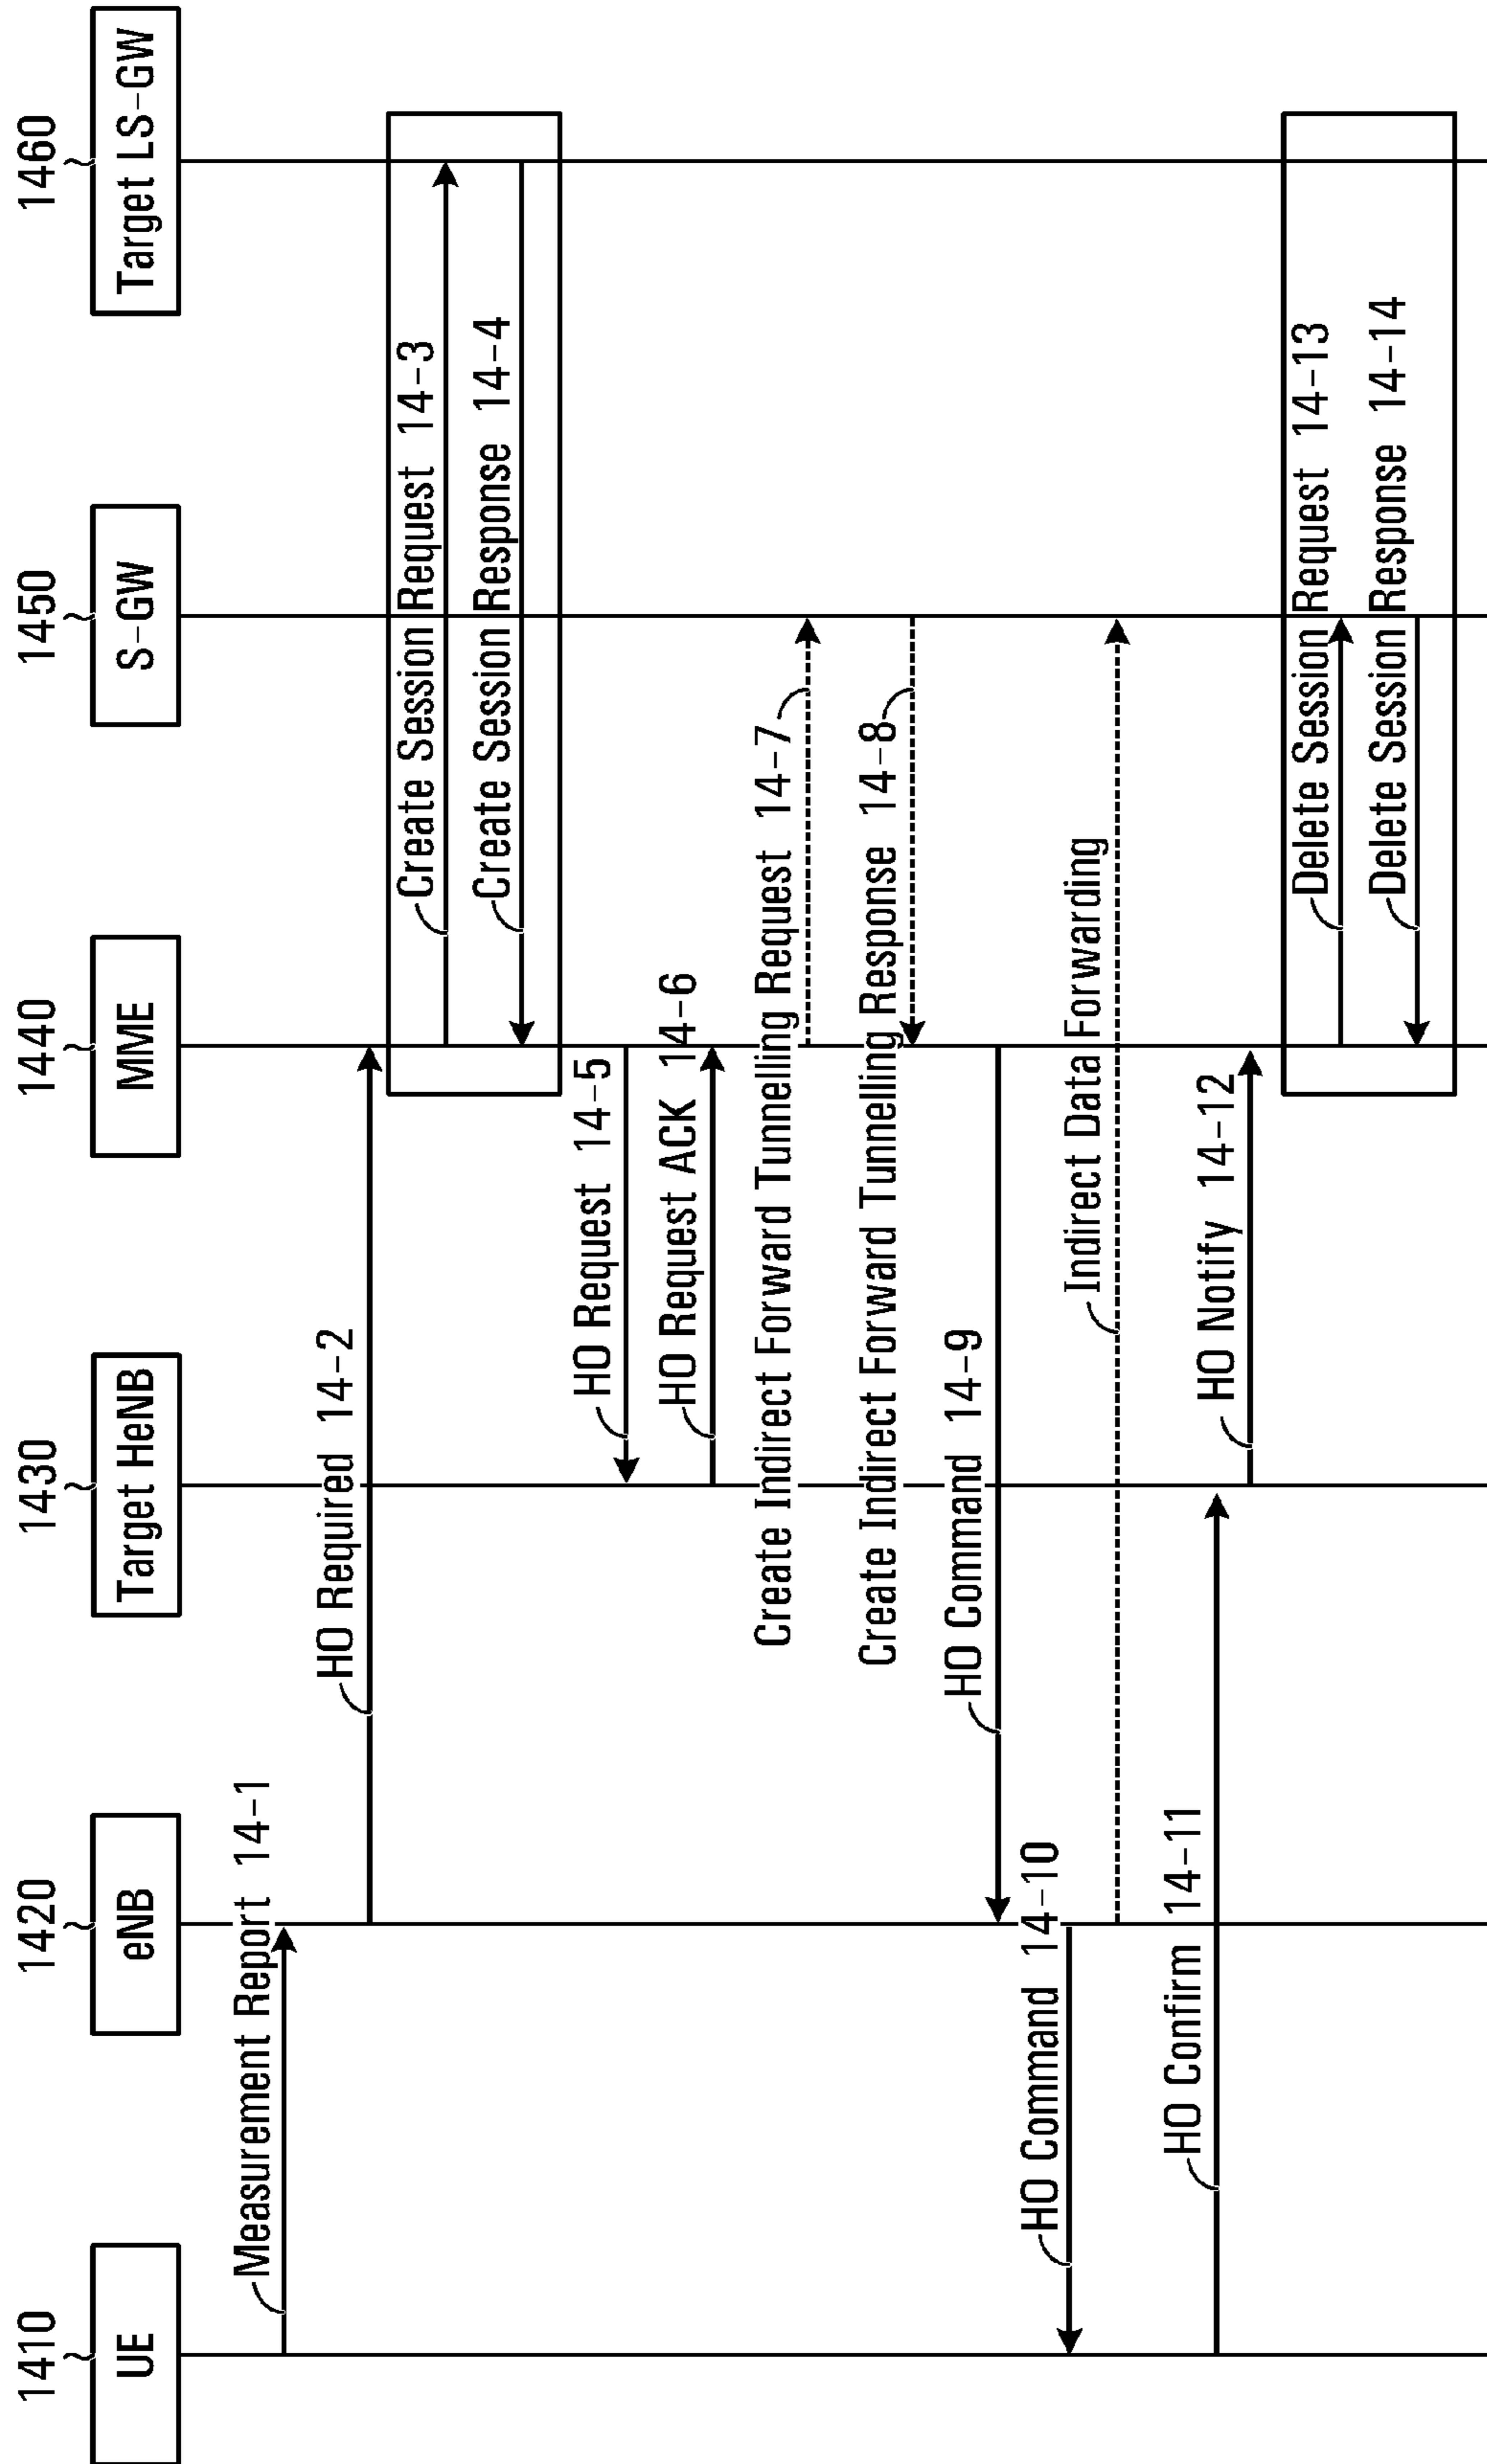 1410
1420
1430
1440
1450
1460
UE
eNB
Target HeNB
MME
S-GW
Target LS-GW
Measurement Report 14-1
HO Required 14-2
Create Session Request 14-3
Create Session Response 14-4
HO Request 14-5
HO Request ACK 14-6
Create Indirect Forward Tunnelling Request 14-7
Create Indirect Forward Tunnelling Response 14-8
HO Command 14-9
HO Command 14-10
Indirect Data Forwarding
HO Confirm 14-11
HO Notify 14-12
Delete Session Request 14-13
Delete Session Response 14-14